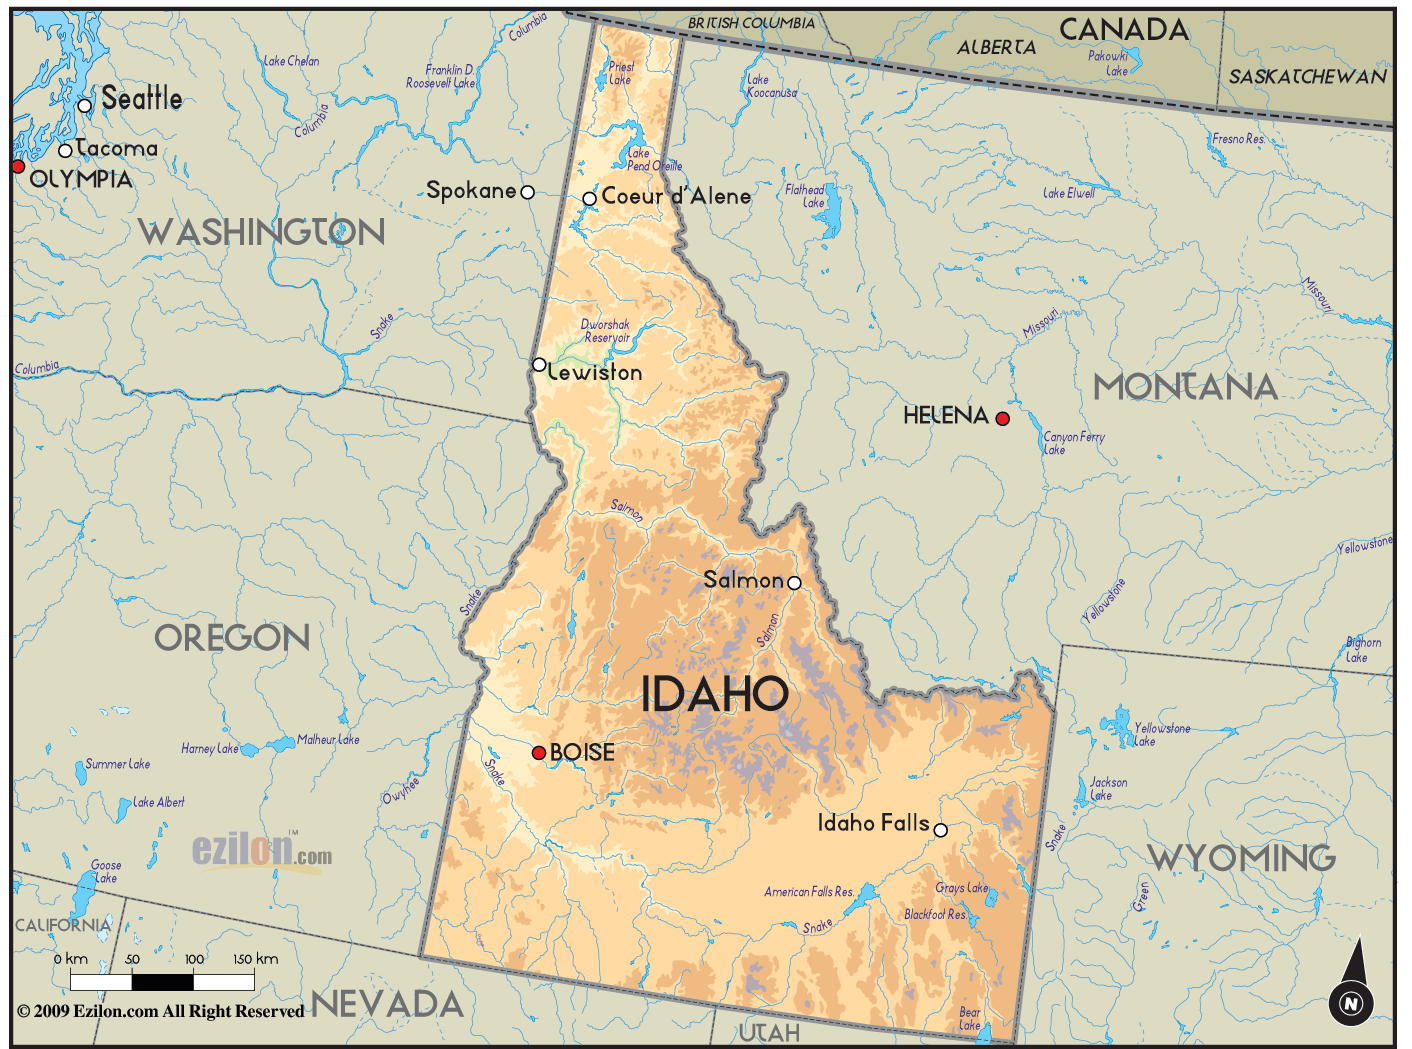 BRITISH COLUMBIA
CANADA
ALBERTA
Pakowki
Lake
SASKATCHEWAN
Columbia
Lake Chelan
Franklin D.
Roosevelt Lake
Priest
Lake
Lake
Koocanusa
Seattle
Columbia
Tacoma
OLYMPIA
Fresno Res.
Lake
Pend Oreille
Spokane
Coeur d'Alene
Flathead
Lake
Lake Elwell
WASHINGTON
Missouri
Snake
Dworshak
Reservoir
Missouri
Columbia
Lewiston
MONTANA
HELENA
Canyon Ferry
Lake
Salmon
Yellowstone
Salmon
Snake
Yellowstone
OREGON
Salmon
Bighorn
Lake
IDAHO
Yellowstone
Lake
Harney Lake
Malheur Lake
BOISE
Summer Lake
Snake
Owyhee
Jackson
Lake
Lake Albert
Idaho Falls
Snake
ezilon.com
TM
WYOMING
Goose
Lake
American Falls Res.
Grays Lake
Green
Blackfoot Res.
Snake
CALIFORNIA
0 km
50
100
150 km
NEVADA
© 2009 Ezilon.com All Right Reserved
Bear
Lake
UTAH
N